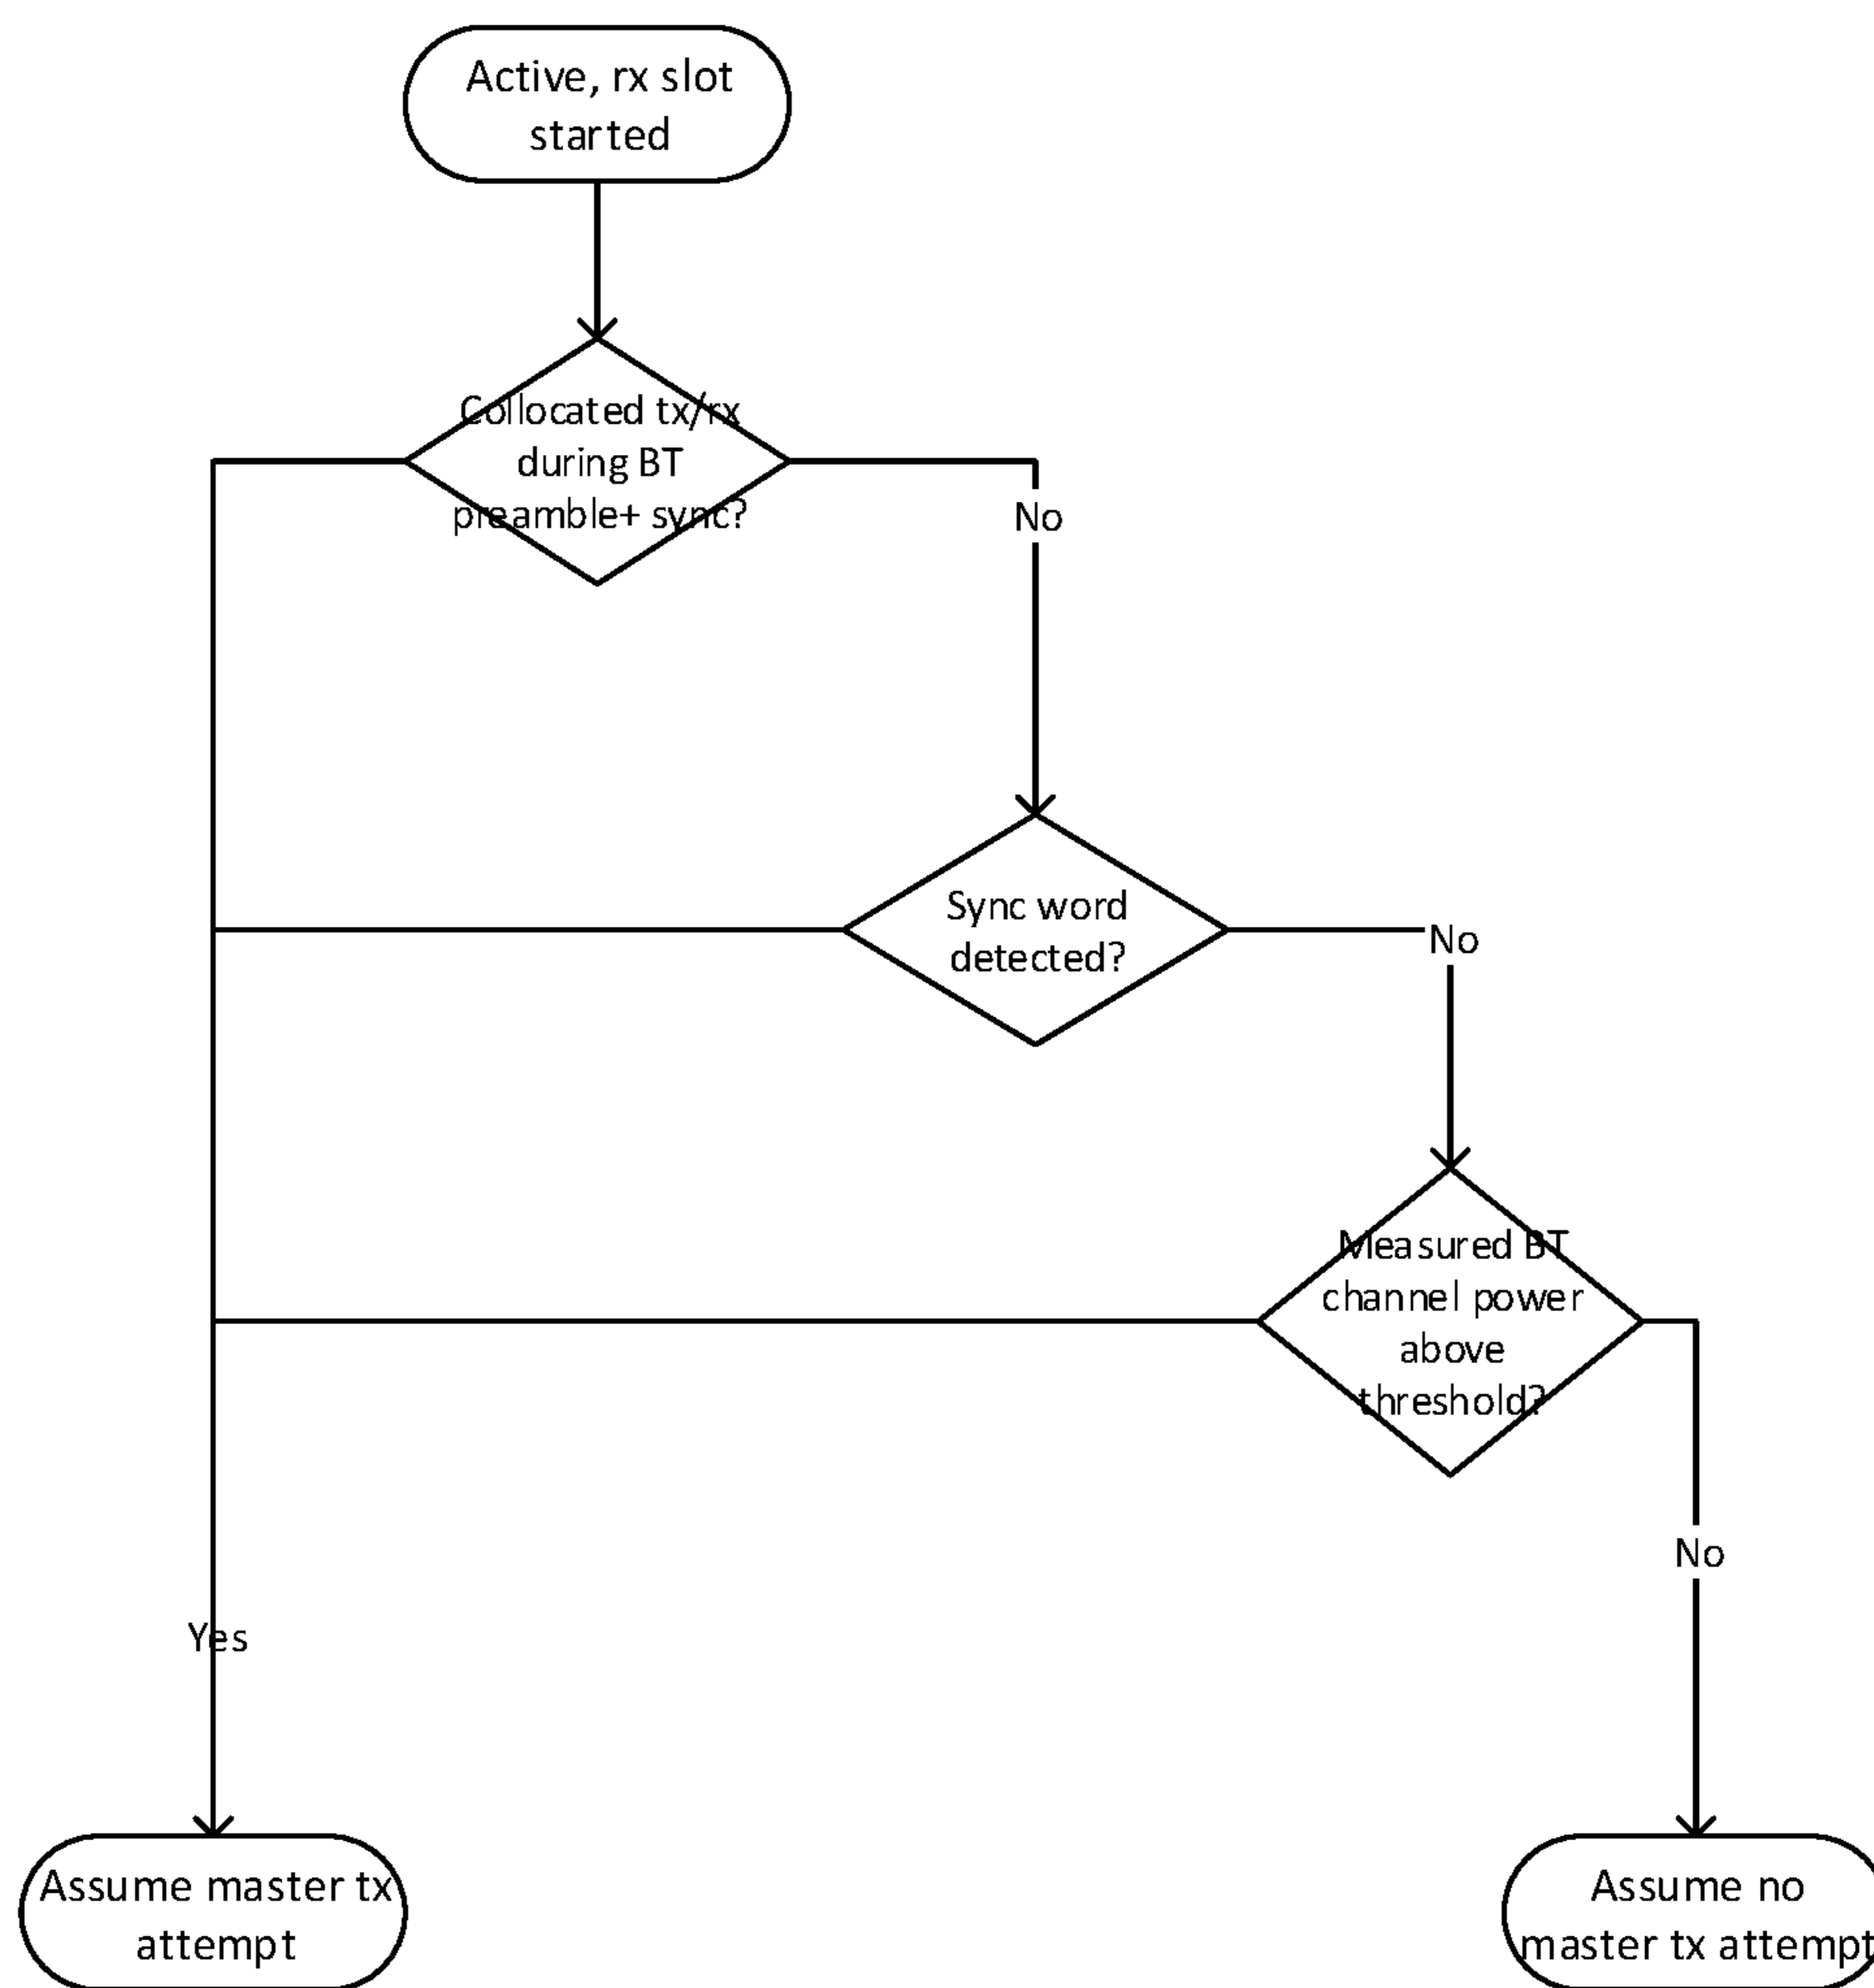 Active, rx slot
started
Collocated tx/rx
during BT
preamble+ sync?
No
Sync word
detected?
No
Measured BT
channel power
above
threshold?
No
Yes
Assume master tx
attempt
Assume no
master tx attempt